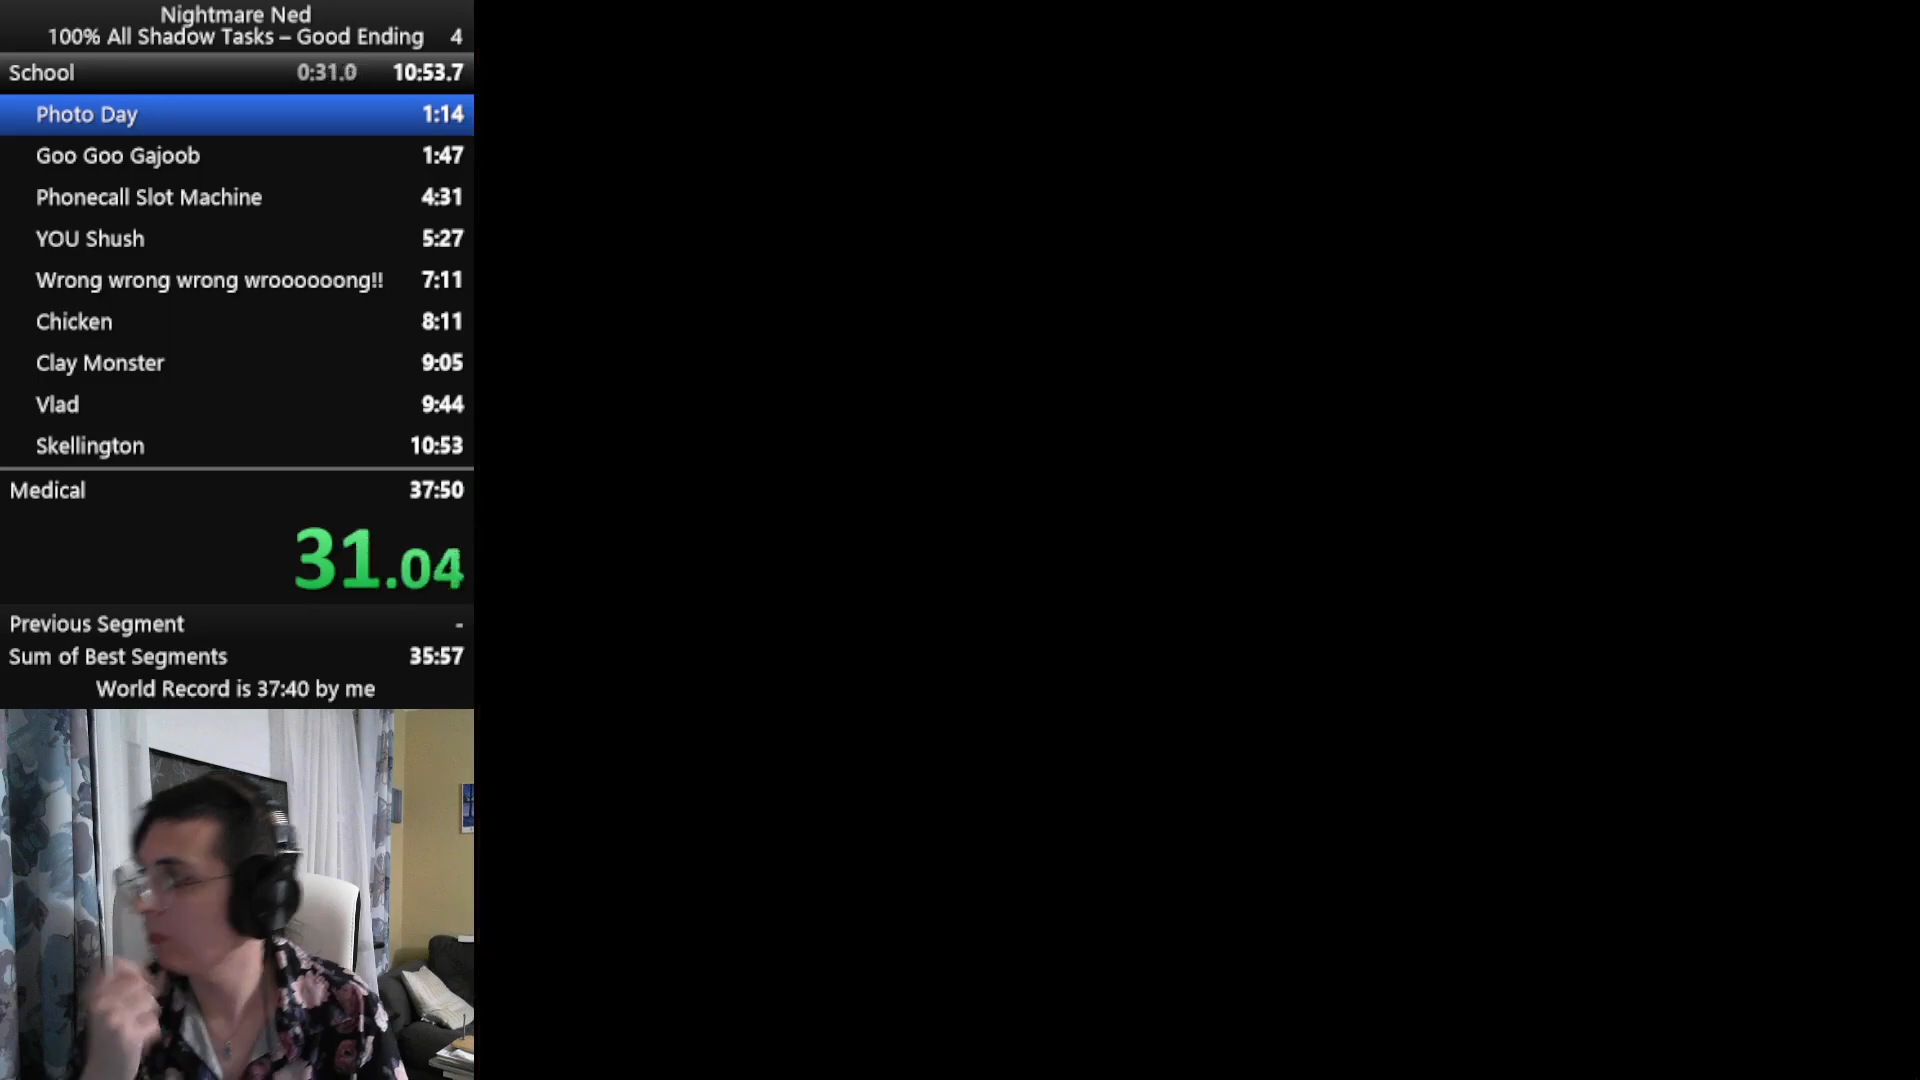 Nightmare Ned
100% All Shadow Tasks – Good Ending 4
School 0:31.0 10:53.7
Photo Day 1:14
Goo Goo Gajoob 1:47
Phonecall Slot Machine 4:31
YOU Shush 5:27
Wrong wrong wrong wroooooong!! 7:11
Chicken 8:11
Clay Monster 9:05
Vlad 9:44
Skellington 10:53
Medical 37:50
31.04
Previous Segment -
Sum of Best Segments 35:57
World Record is 37:40 by me